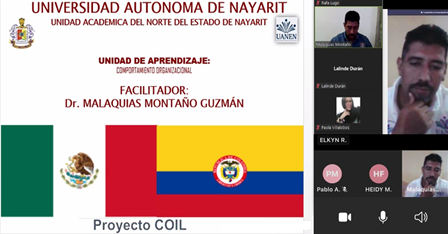 UNIVERSIDAD AUTONOMA DE NAYARIT
UNIDAD ACADEMICA DEL NORTE DEL ESTADO DE NAYARIT
UANEN
UNIDAD DE APRENDIZAJE:
COMPORTAMIENTO ORGANIZACIONAL
FACILITADOR:
Dr. MALAQUIAS MONTAÑO GUZMÁN
Proyecto COIL
Rafa Lugo
Malaquias Montaño
Lalinde Durán
Lalinde Durán
Paola Villalobos
ELKYN R.
PM
HF
Pablo A.
HEIDY M.
Malaquias